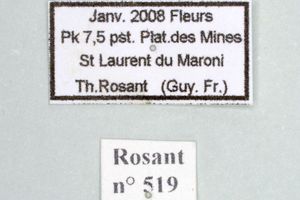 Janv. 2008 Fleurs
Pk 7,5 pst. Plat.des Mines
St Laurent du Maroni
Th.Rosant (Guy. Fr.)
Rosant
n° 519